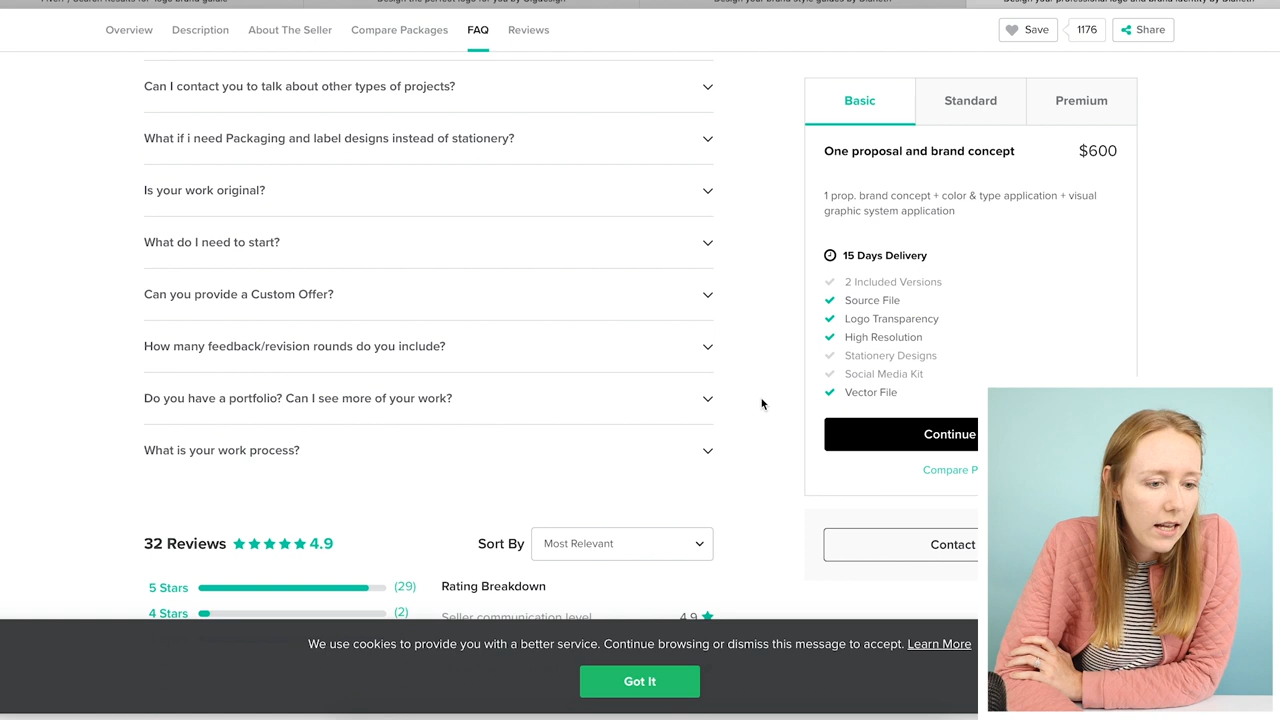 Overview
Description
About The Seller
Compare Packages
FAQ
Reviews
Save
1176
Share
Can I contact you to talk about other types of projects?
What if i need Packaging and label designs instead of stationery?
Is your work original?
What do I need to start?
Can you provide a Custom Offer?
How many feedback/revision rounds do you include?
Do you have a portfolio? Can I see more of your work?
What is your work process?
Basic
Standard
Premium
One proposal and brand concept
$600
1 prop. brand concept + color & type application + visual
graphic system application
15 Days Delivery
2 Included Versions
Source File
Logo Transparency
High Resolution
Stationery Designs
Social Media Kit
Vector File
Continue
Compare P
Contact
32 Reviews
4.9
Sort By
Most Relevant
5 Stars
(29)
4 Stars
(2)
Rating Breakdown
Seller communication level
4.9
We use cookies to provide you with a better service. Continue browsing or dismiss this message to accept. Learn More
Got It